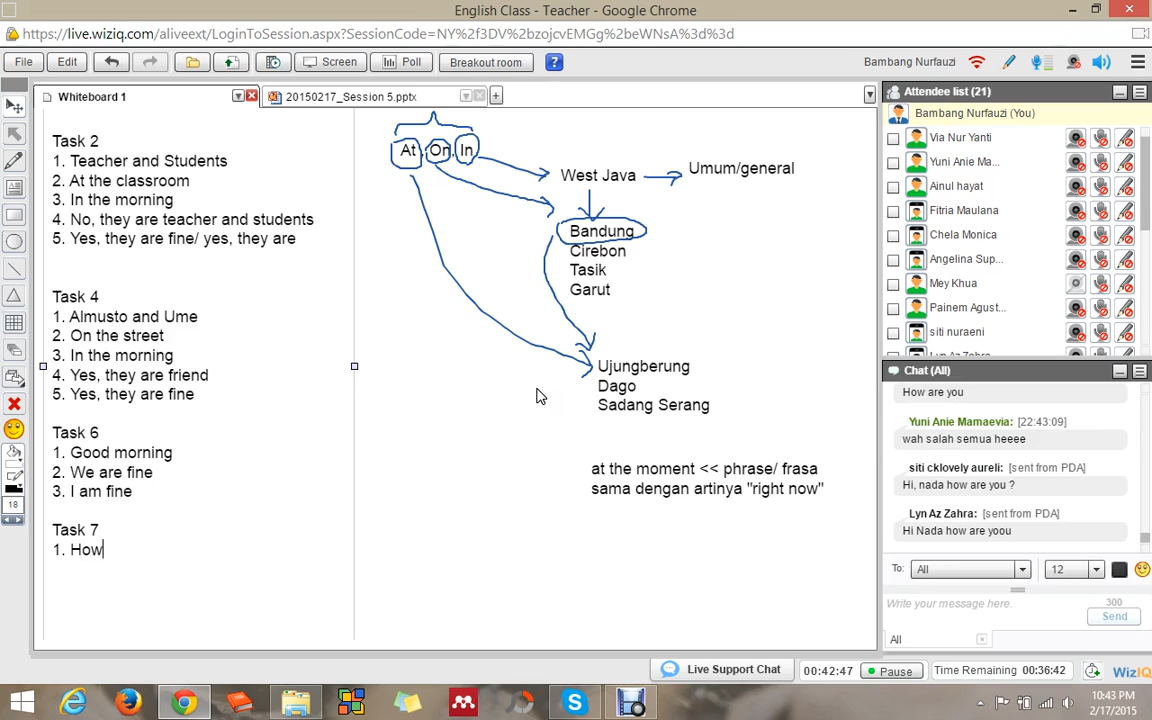 English Class - Teacher - Google Chrome
https://live.wiziq.com/aliveext/LoginToSession.aspx?SessionCode=NY%2f3DV%2bzojcvEMGg%2beWNsA%3d%3d
File Edit Screen Poll Breakout room ? Bambang Nurfauzi
Whiteboard 1 20150217_Session 5.pptx
Task 2
1. Teacher and Students
2. At the classroom
3. In the morning
4. No, they are teacher and students
5. Yes, they are fine/ yes, they are
Task 4
1. Almusto and Ume
2. On the street
3. In the morning
4. Yes, they are friend
5. Yes, they are fine
Task 6
1. Good morning
2. We are fine
3. I am fine
Task 7
1. How
At, On, In
West Java
Umum/general
Bandung
Cirebon
Tasik
Garut
Ujungberung
Dago
Sadang Serang
at the moment << phrase/ frasa
sama dengan artinya "right now"
18
Attendee list (21)
Bambang Nurfauzi (You)
Via Nur Yanti
Yuni Anie Ma...
Ainul hayat
Fitria Maulana
Chela Monica
Angelina Sup...
Mey Khua
Painem Agust...
siti nuraeni
Lyn Az Zahra
Chat (All)
How are you
Yuni Anie Mamaevia: [22:43:09]
wah salah semua heeee
siti cklovely aureli: [sent from PDA]
Hi, nada how are you ?
Lyn Az Zahra: [sent from PDA]
Hi Nada how are yoou
To: All 12
Write your message here. 300
Send
All
Live Support Chat 00:42:47 Pause Time Remaining 00:36:42 WizIQ
10:43 PM
2/17/2015